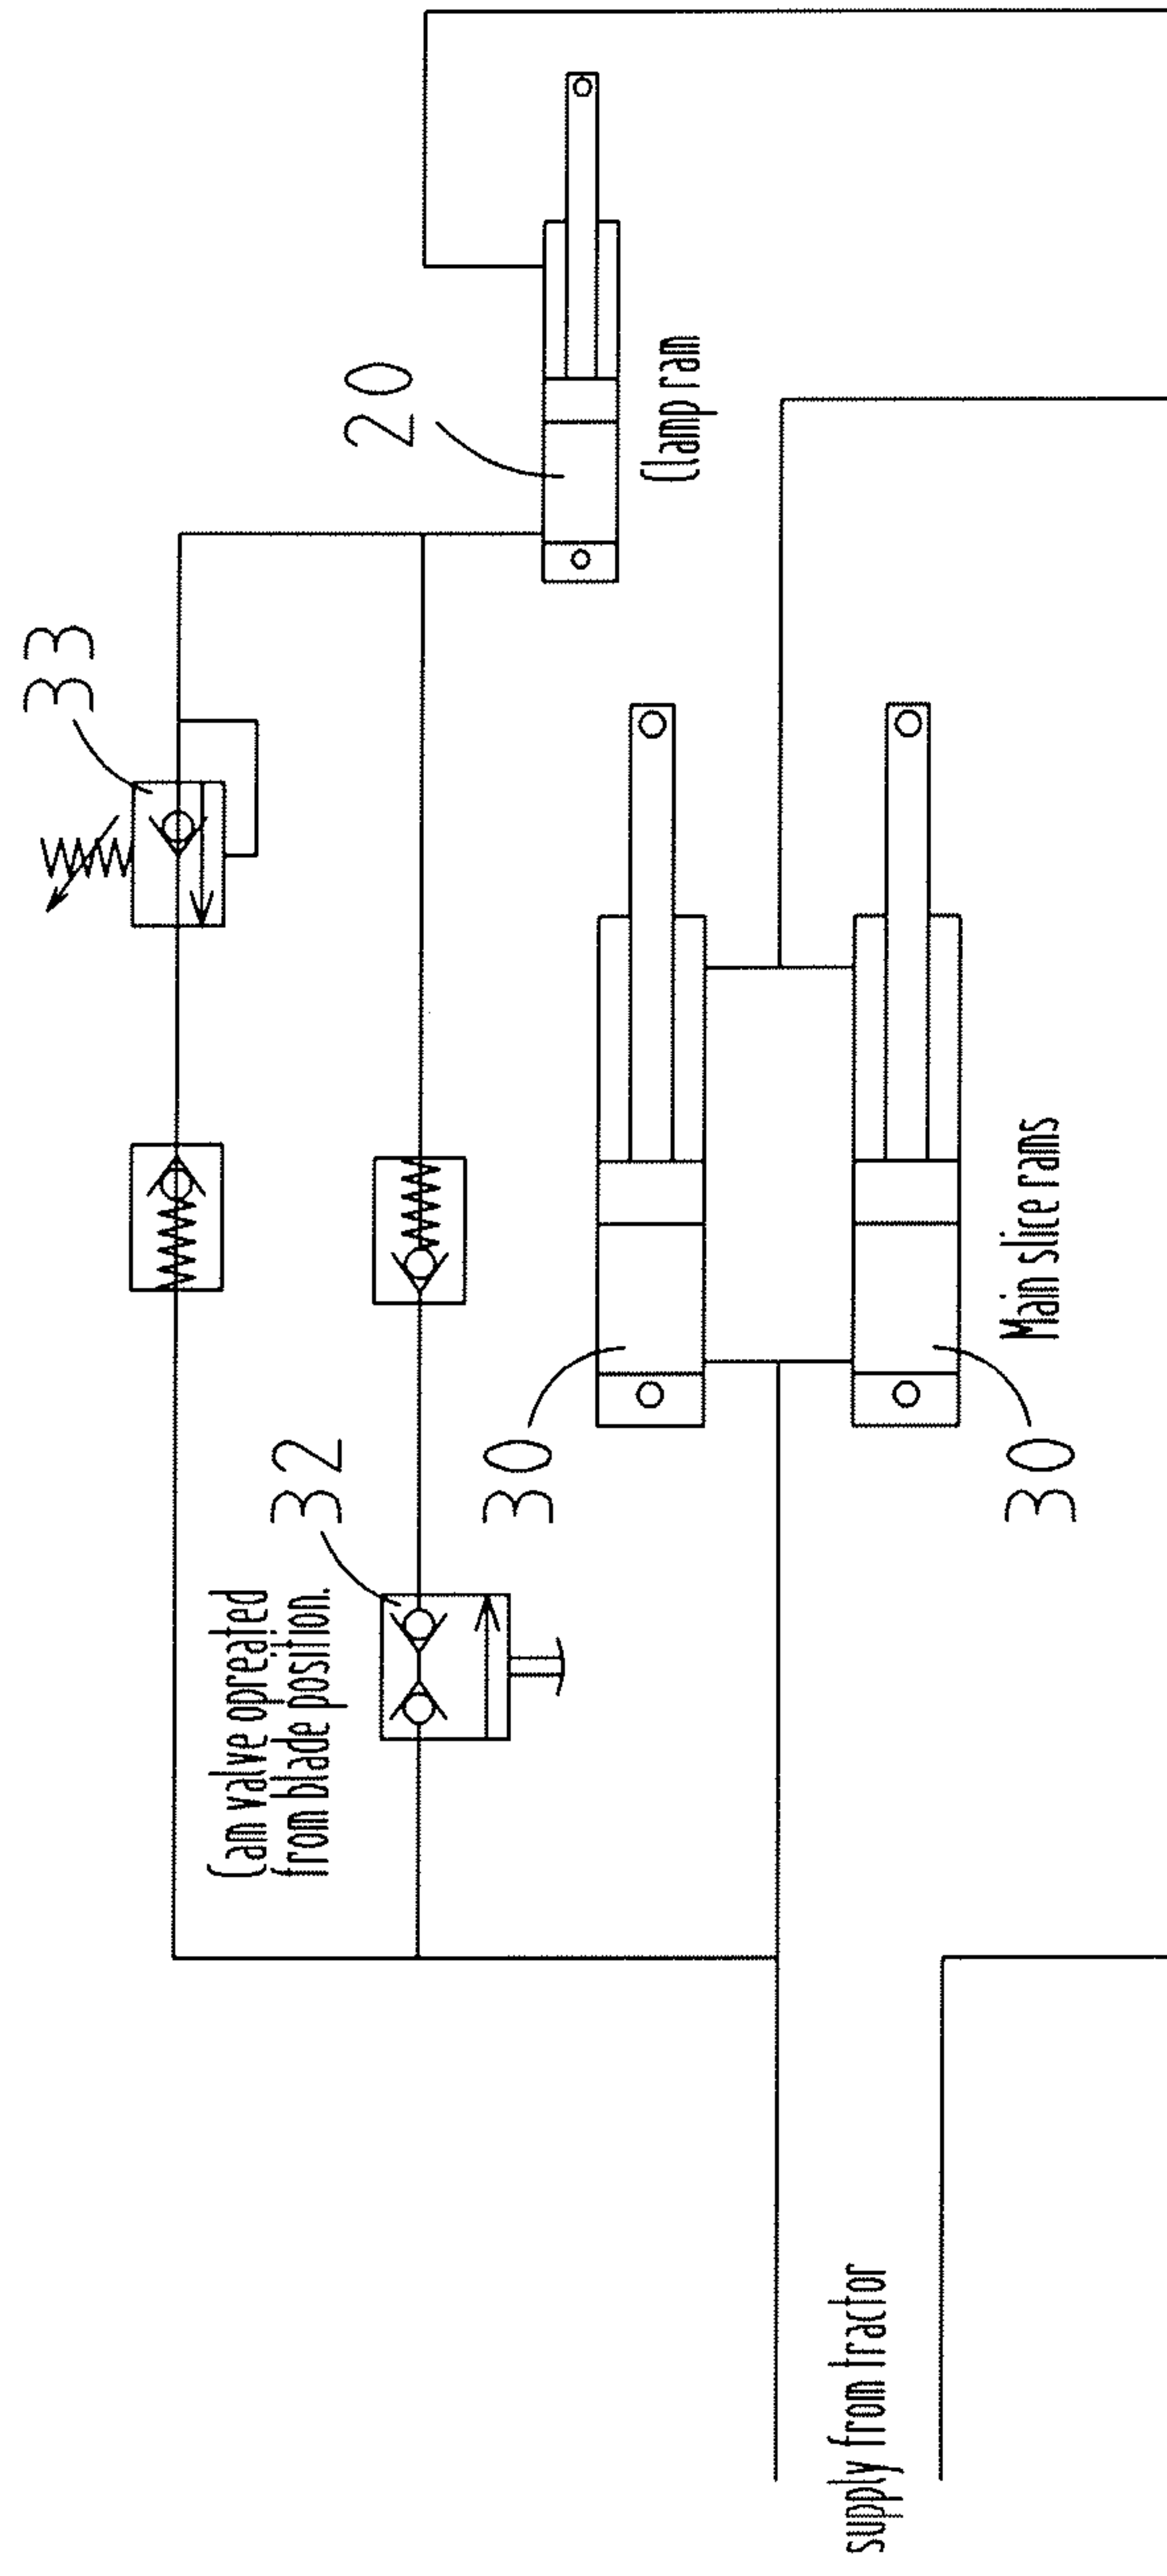 33
20
Clamp ram
32
Cam valve opreated
from blade position.
30
30
Main slice rams
supply from tractor